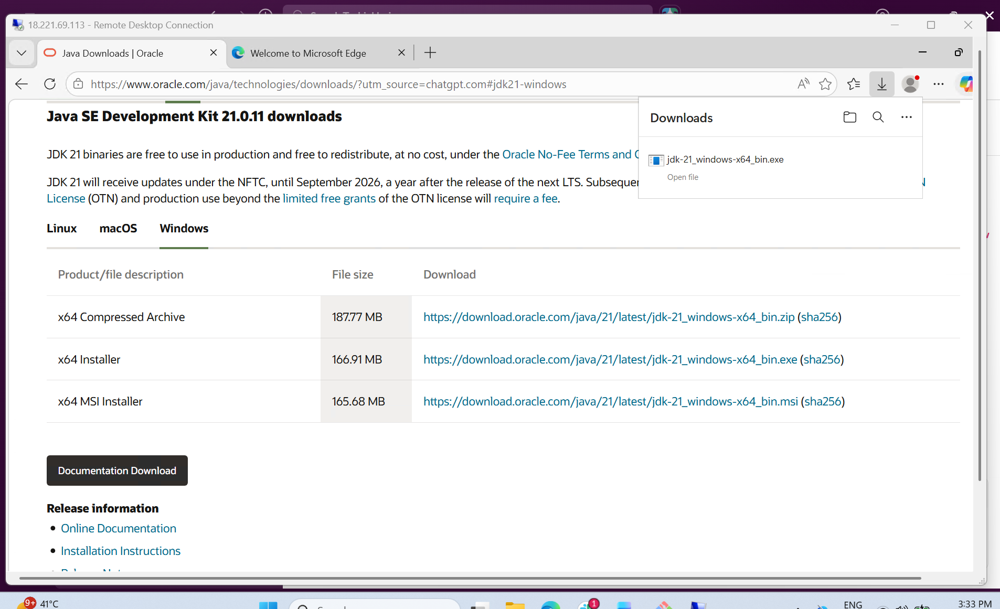 18.221.69.113 - Remote Desktop Connection
Java Downloads | Oracle
Welcome to Microsoft Edge
https://www.oracle.com/java/technologies/downloads/?utm_source=chatgpt.com#jdk21-windows
Java SE Development Kit 21.0.11 downloads
Downloads
jdk-21_windows-x64_bin.exe
Open file
JDK 21 binaries are free to use in production and free to redistribute, at no cost, under the Oracle No-Fee Terms and
JDK 21 will receive updates under the NFTC, until September 2026, a year after the release of the next LTS.
License (OTN) and production use beyond the limited free grants of the OTN license will require a fee.
Linux macOS Windows
Product/file description File size Download
x64 Compressed Archive 187.77 MB https://download.oracle.com/java/21/latest/jdk-21_windows-x64_bin.zip (sha256)
x64 Installer 166.91 MB https://download.oracle.com/java/21/latest/jdk-21_windows-x64_bin.exe (sha256)
x64 MSI Installer 165.68 MB https://download.oracle.com/java/21/latest/jdk-21_windows-x64_bin.msi (sha256)
Documentation Download
Release information
• Online Documentation
• Installation Instructions
9+ 41°C
1
ENG
3:33 PM